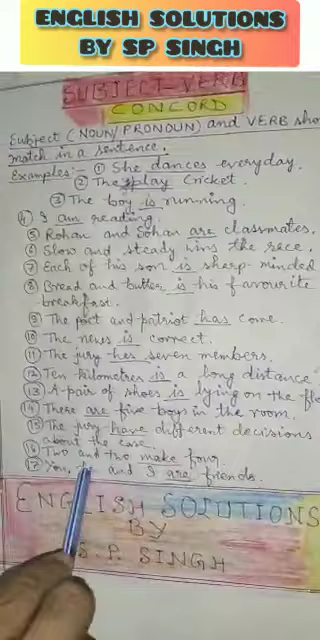 ENGLISH SOLUTIONS
BY SP SINGH
SUBJECT-VERB
CONCORD
Subject (NOUN/PRONOUN) and VERB sho
match in a sentence.
Examples:- ① She dances everyday.
② They play Cricket.
③ The boy is running.
④ I am reading.
⑤ Rohan and Sohan are classmates.
⑥ Slow and steady wins the race.
⑦ Each of his son is sharp-minded
⑧ Bread and butter is his favourite
breakfast.
⑨ The poet and patriot has come.
⑩ The news is correct.
⑪ The jury has seven members.
⑫ Ten kilometres is a long distance
⑬ A pair of shoes is lying on the flo
⑭ There are five boys in the room.
⑮ The jury have different decisions
about the case.
⑯ Two and two make four.
⑰ You, and I are friends.
ENGLISH SOLUTIONS
BY
S. P. SINGH